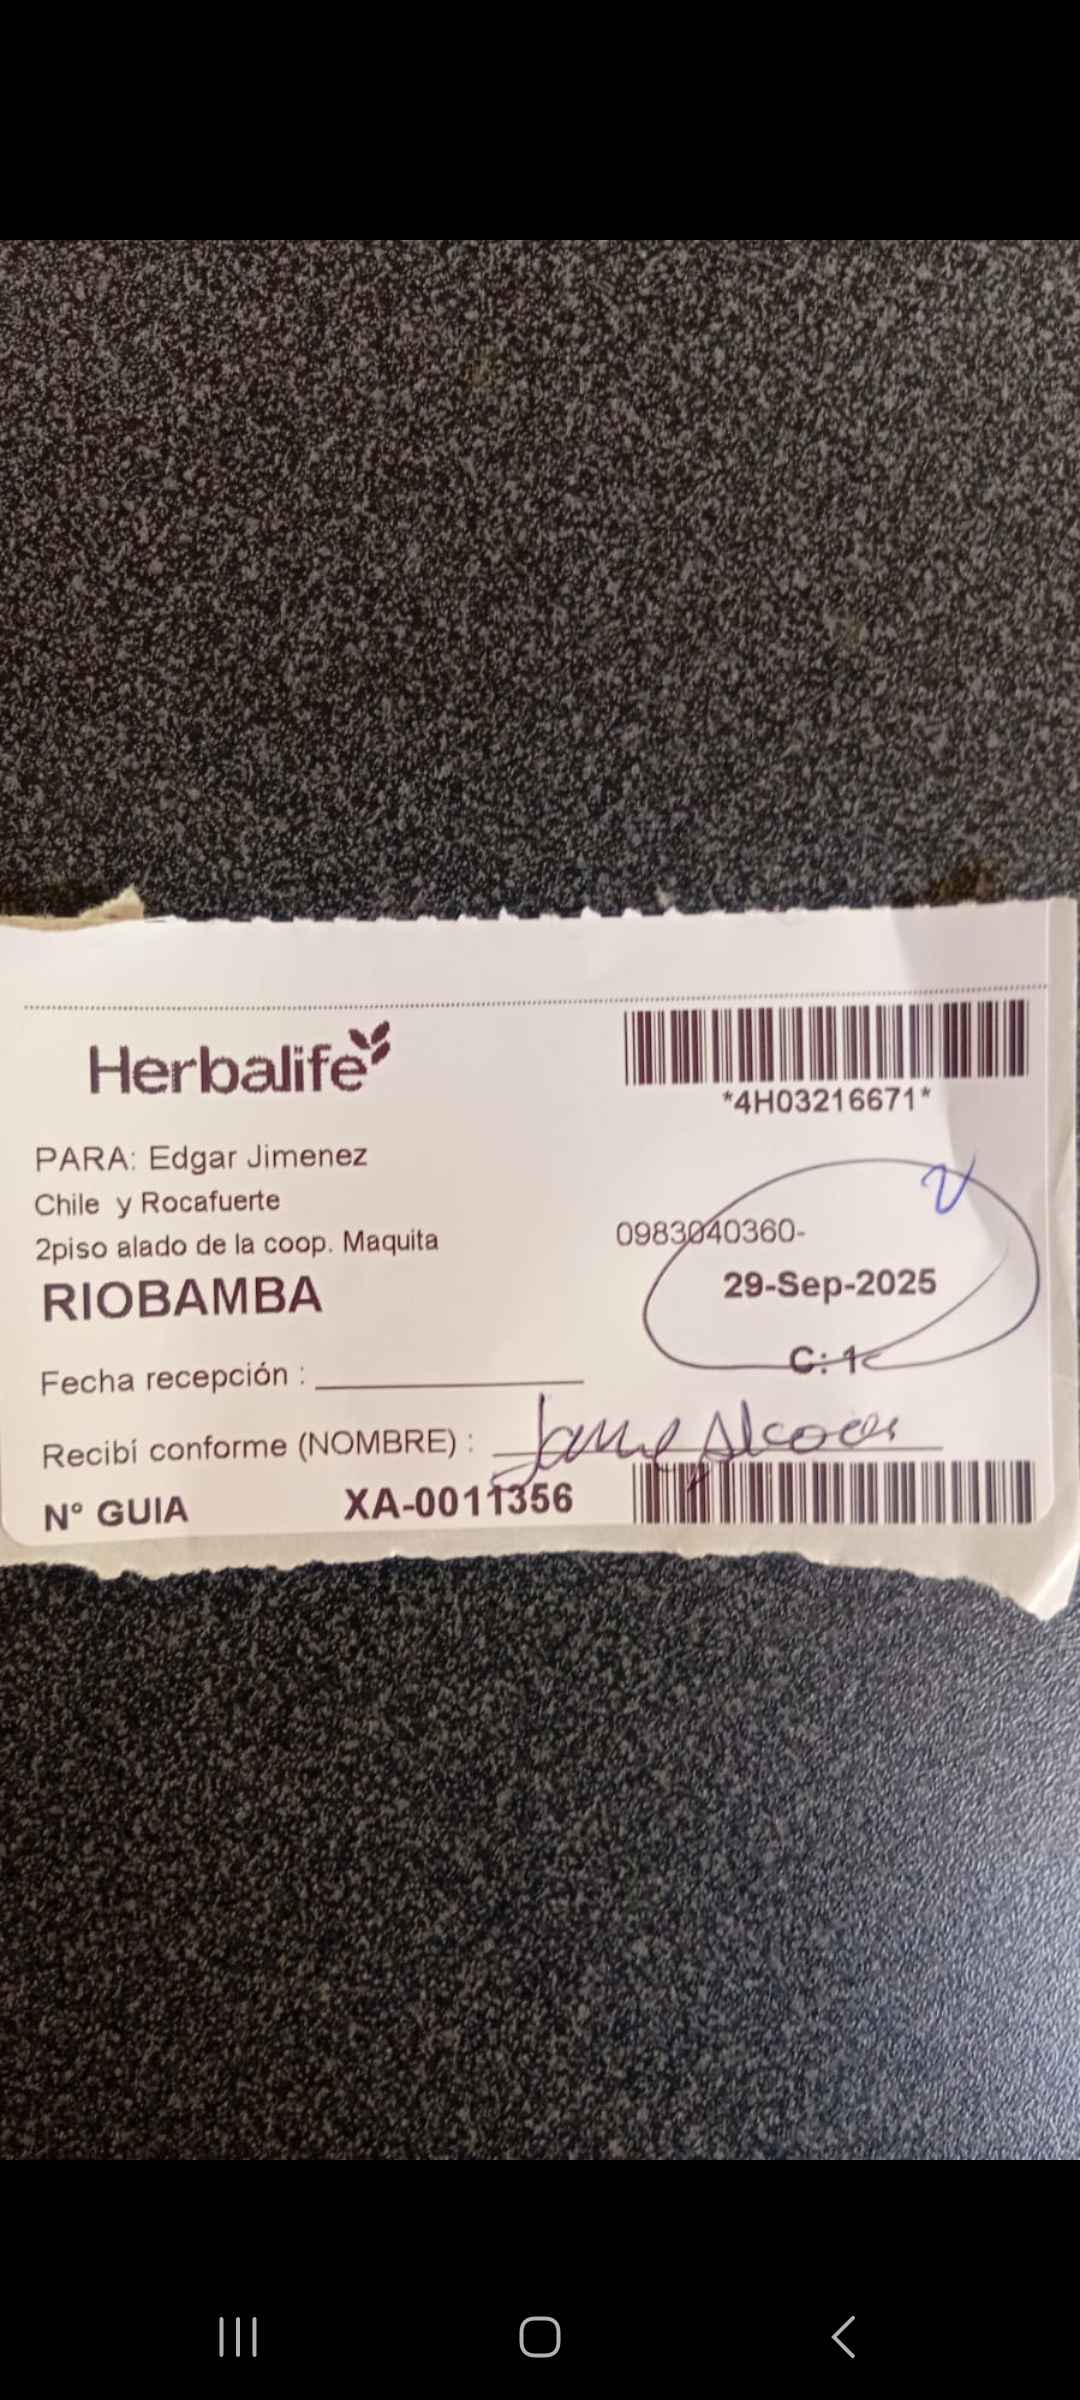 Herbalife
*4H03216671*
PARA: Edgar Jimenez
Chile y Rocafuerte
2piso alado de la coop. Maquita
0983040360-
RIOBAMBA
29-Sep-2025
C: 1
Fecha recepción :
Recibí conforme (NOMBRE) :
Nº GUIA XA-0011356